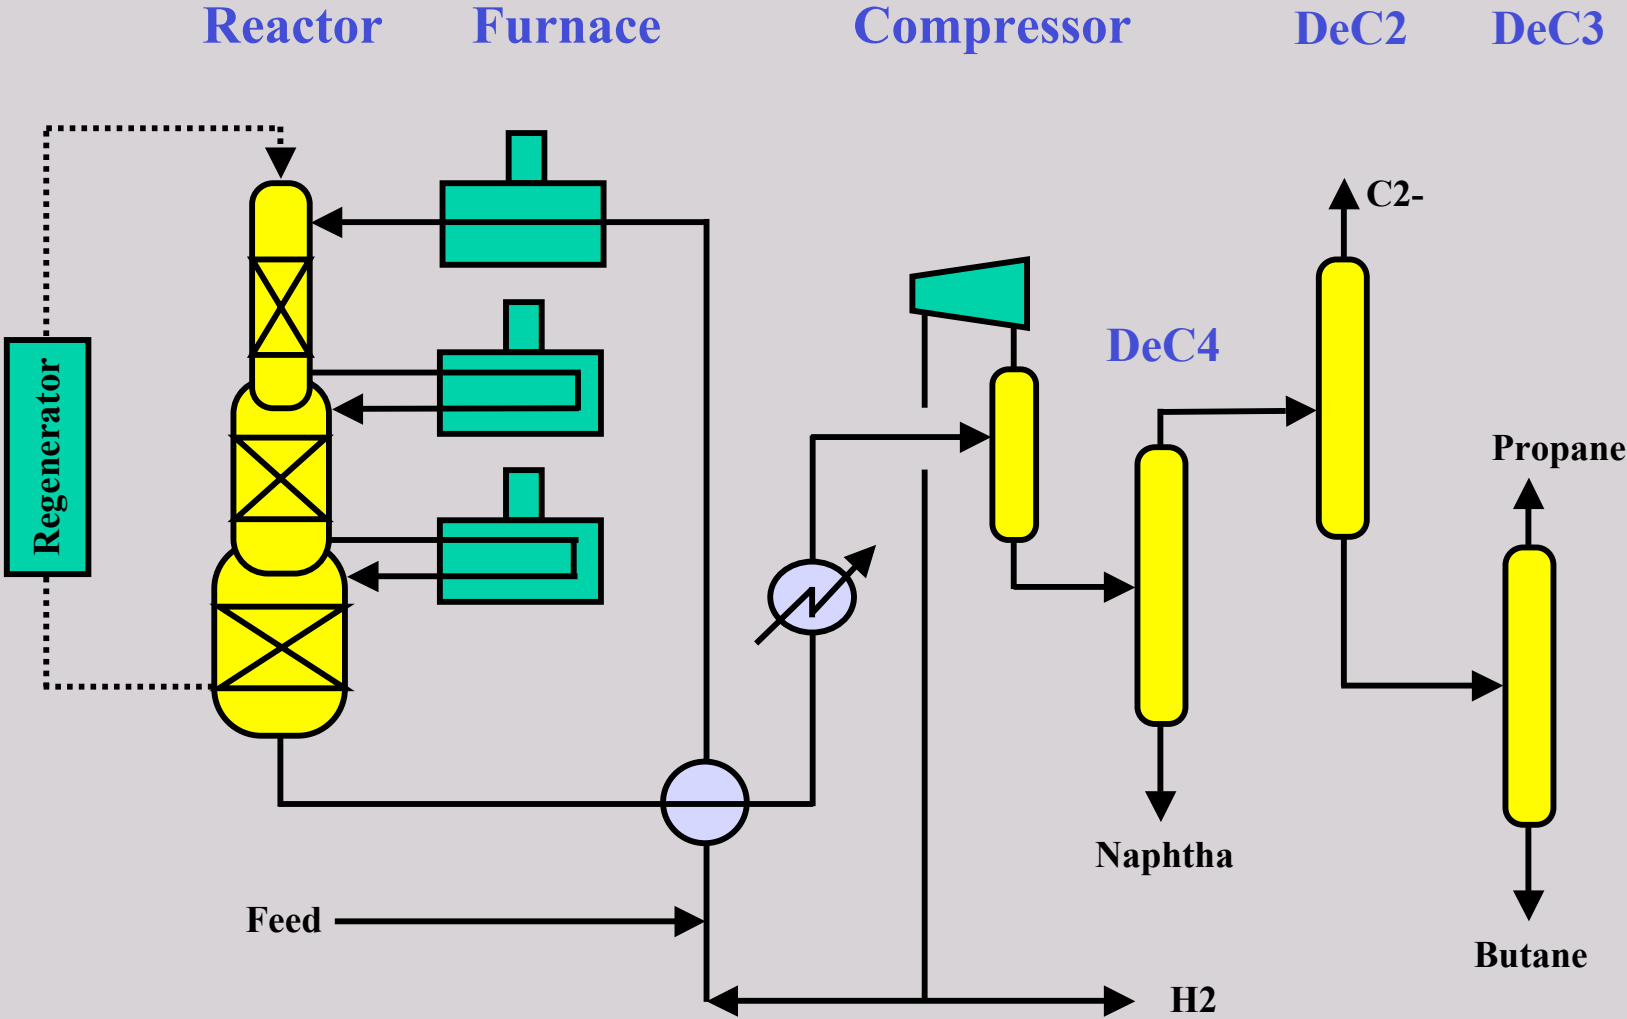 Reactor
Furnace
Compressor
DeC2
DeC3
C2-
DeC4
Regenerator
Propane
Naphtha
Feed
Butane
H2